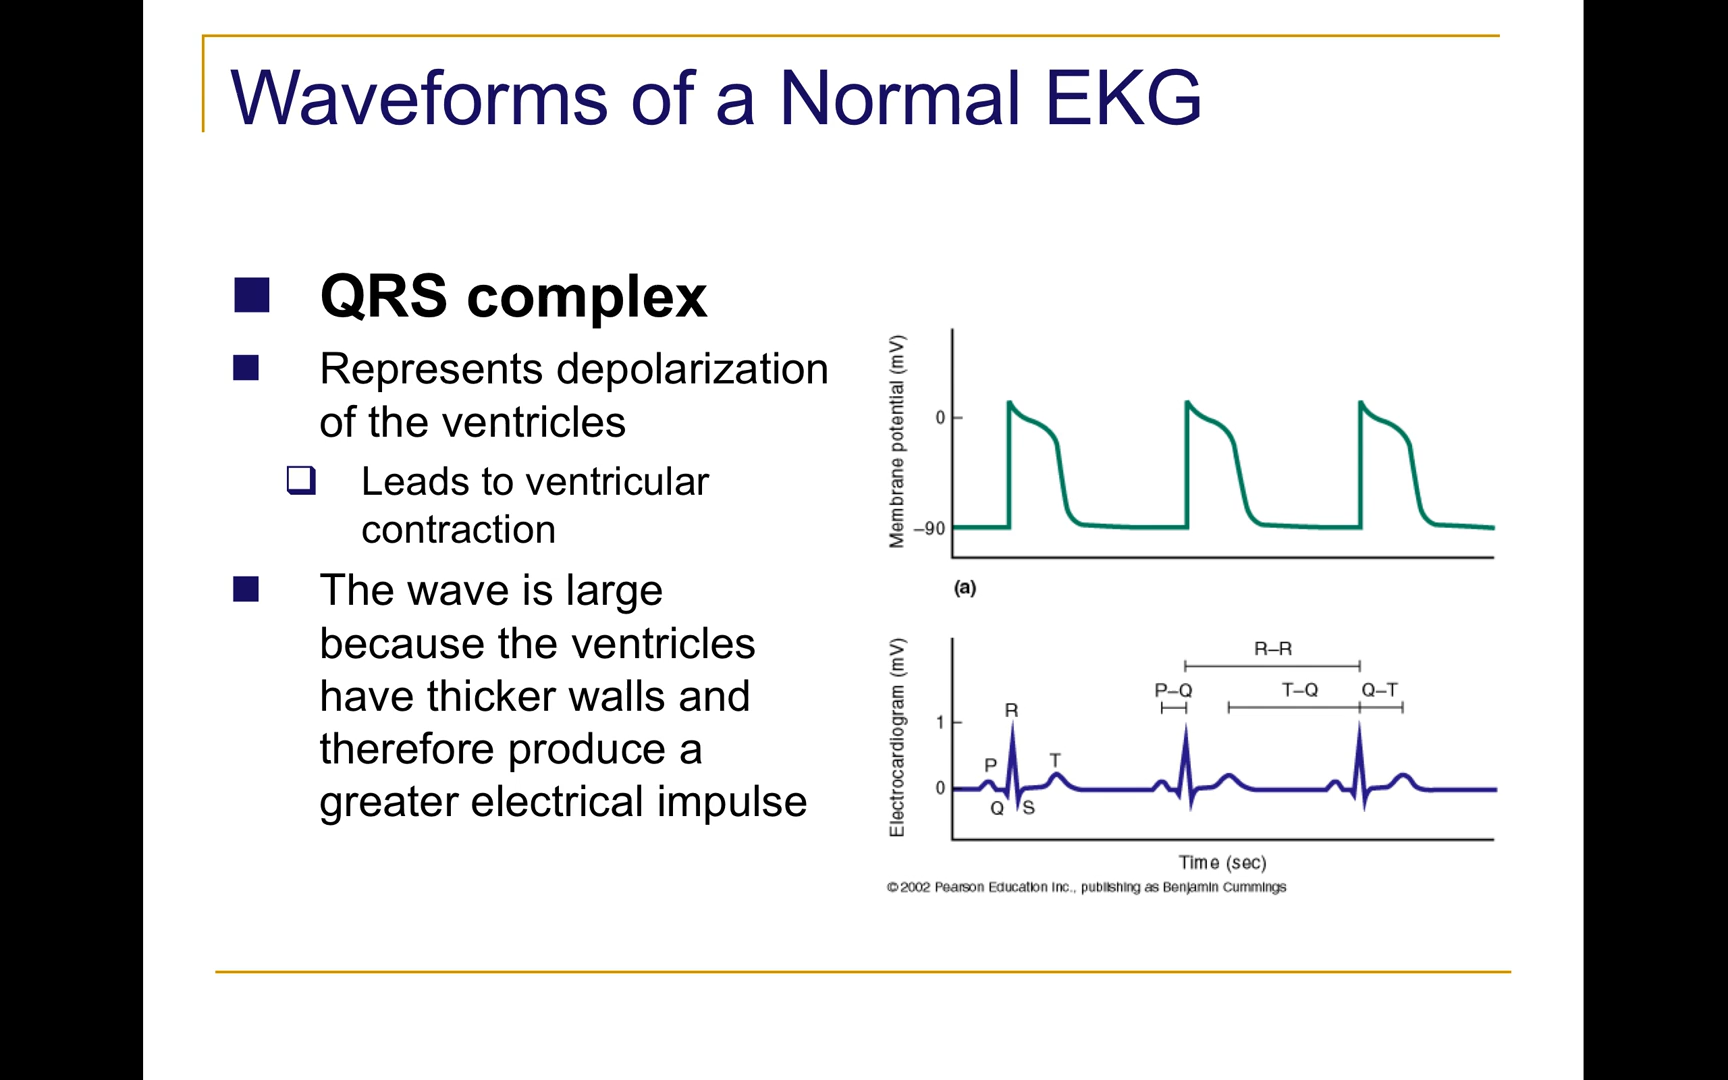 Waveforms of a Normal EKG
QRS complex
Represents depolarization
of the ventricles
Leads to ventricular
contraction
The wave is large
because the ventricles
have thicker walls and
therefore produce a
greater electrical impulse
Membrane potential (mV)
0
–90
(a)
Electrocardiogram (mV)
R–R
P–Q T–Q Q–T
R
1
P T
0
Q S
Time (sec)
© 2002 Pearson Education Inc., publishing as Benjamin Cummings